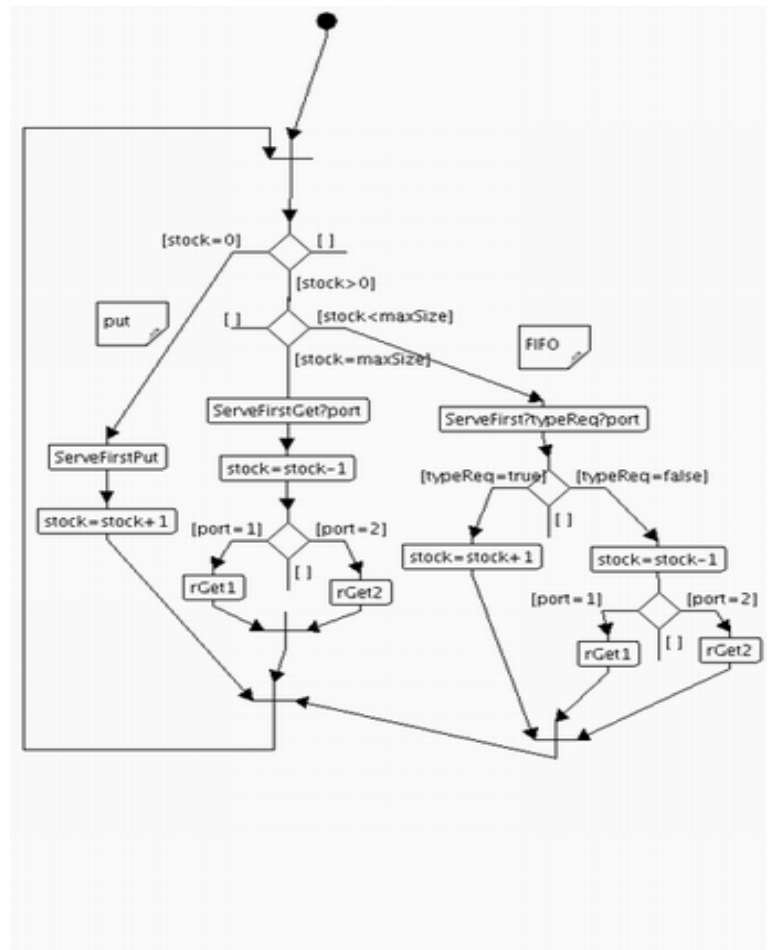 [stock=0]
[ ]
[stock>0]
put
[ ]
[stock<maxSize]
[stock=maxSize]
FIFO
ServeFirstGet?port
ServeFirst?typeReq?port
ServeFirstPut
stock=stock-1
[typeReq=true]
[typeReq=false]
stock=stock+1
[port=1]
[port=2]
[ ]
stock=stock+1
stock=stock-1
[ ]
rGet1
rGet2
[port=1]
[port=2]
rGet1
[ ]
rGet2